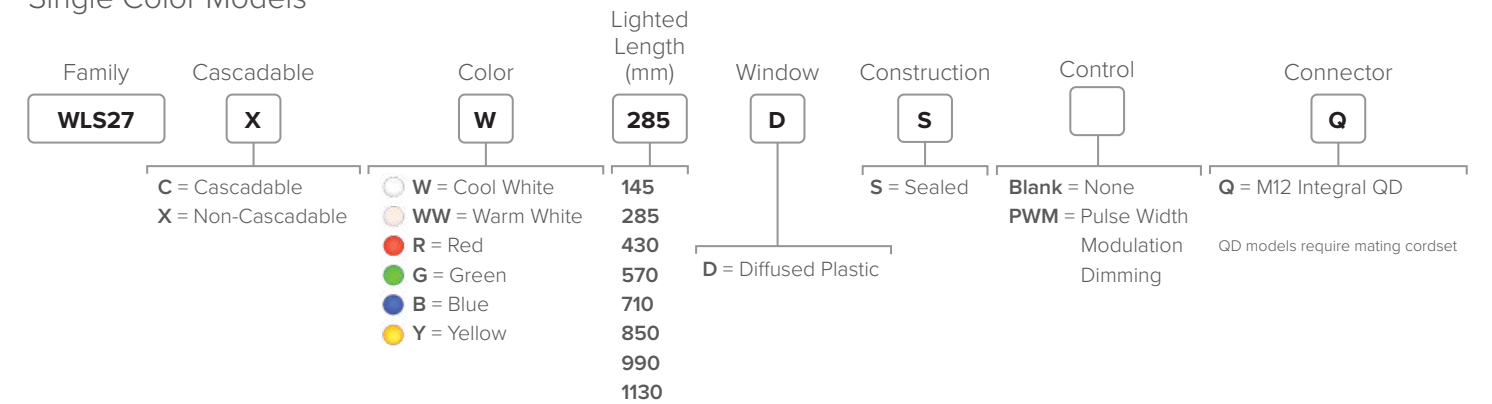 Single Color Models
Family
Cascadable
Color
Lighted
Length
(mm)
Window
Construction
Control
Connector
WLS27
X
W
285
D
S
Q
C = Cascadable
X = Non-Cascadable
W = Cool White
WW = Warm White
R = Red
G = Green
B = Blue
Y = Yellow
145
285
430
570
710
850
990
1130
D = Diffused Plastic
S = Sealed
Blank = None
PWM = Pulse Width
Modulation
Dimming
Q = M12 Integral QD
QD models require mating cordset